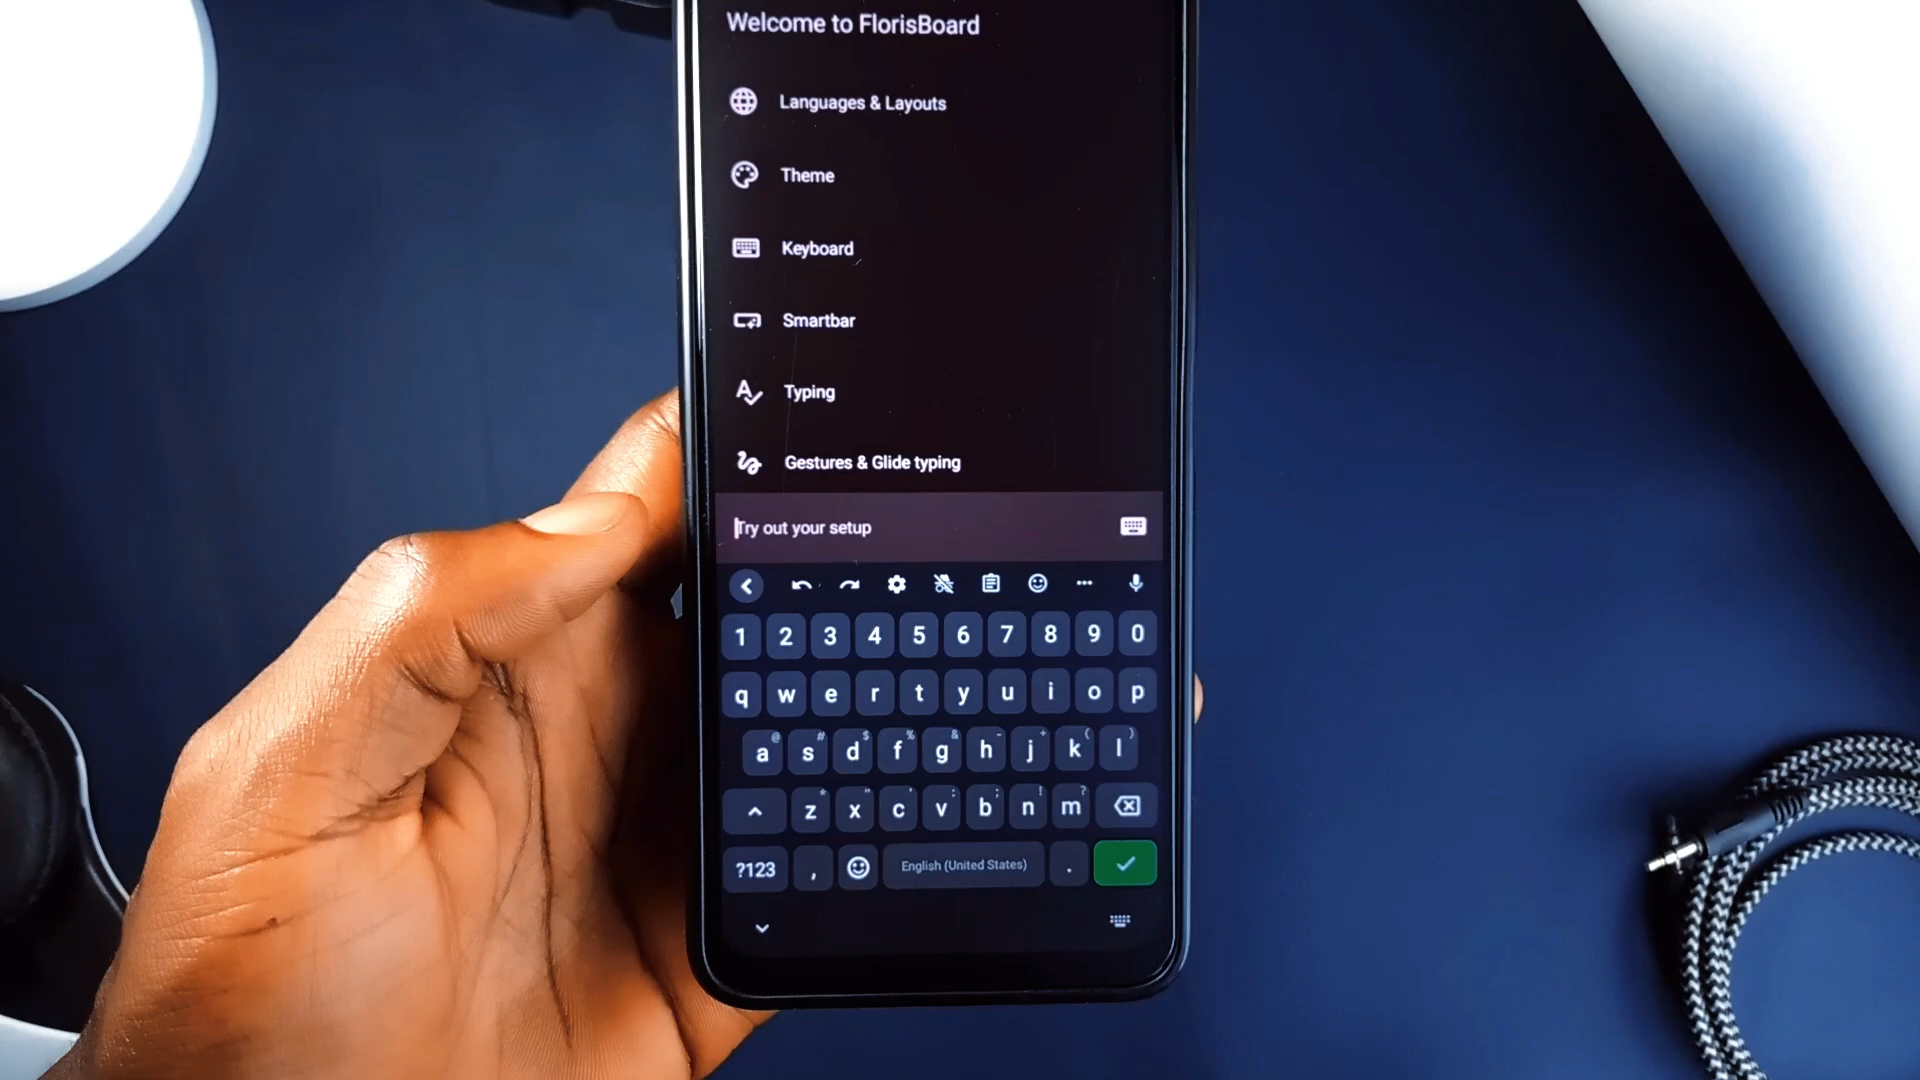 Welcome to FlorisBoard
Languages & Layouts
Theme
Keyboard
Smartbar
Typing
Gestures & Glide typing
Try out your setup
1 2 3 4 5 6 7 8 9 0
q w e r t y u i o p
@ # $ % & - + ( )
a s d f g h j k l
* " ' : ; ! ?
z x c v b n m
?123 , English (United States) .